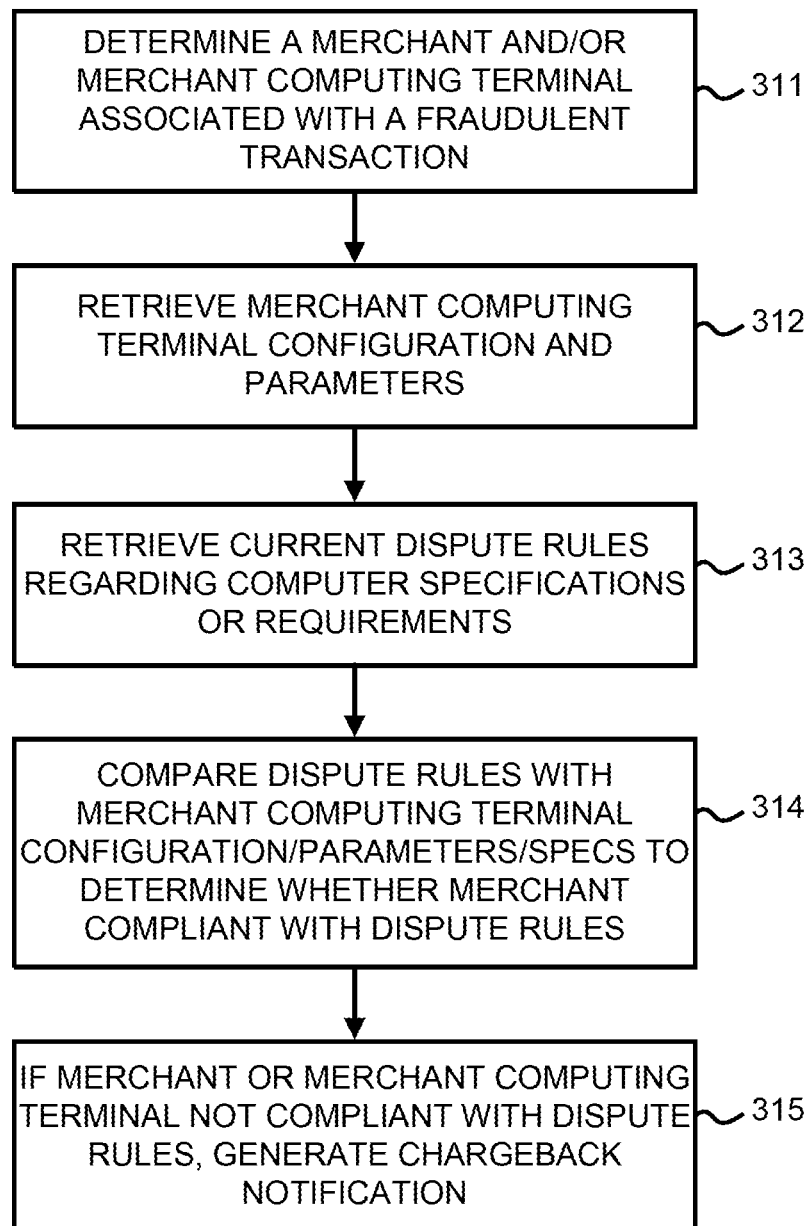 DETERMINE A MERCHANT AND/OR
MERCHANT COMPUTING TERMINAL
ASSOCIATED WITH A FRAUDULENT
TRANSACTION
311
RETRIEVE MERCHANT COMPUTING
TERMINAL CONFIGURATION AND
PARAMETERS
312
RETRIEVE CURRENT DISPUTE RULES
REGARDING COMPUTER SPECIFICATIONS
OR REQUIREMENTS
313
COMPARE DISPUTE RULES WITH
MERCHANT COMPUTING TERMINAL
CONFIGURATION/PARAMETERS/SPECS TO
DETERMINE WHETHER MERCHANT
COMPLIANT WITH DISPUTE RULES
314
IF MERCHANT OR MERCHANT COMPUTING
TERMINAL NOT COMPLIANT WITH DISPUTE
RULES, GENERATE CHARGEBACK
NOTIFICATION
315